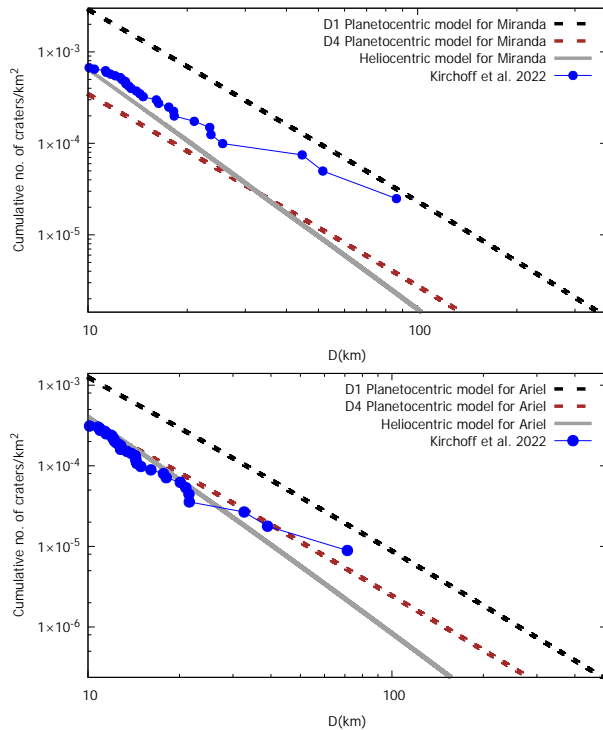 D1 Planetocentric model for Miranda
D4 Planetocentric model for Miranda
Heliocentric model for Miranda
Kirchoff et al. 2022
1×10⁻³
1×10⁻⁴
1×10⁻⁵
Cumulative no. of craters/km²
10
100
D(km)
D1 Planetocentric model for Ariel
D4 Planetocentric model for Ariel
Heliocentric model for Ariel
Kirchoff et al. 2022
1×10⁻³
1×10⁻⁴
1×10⁻⁵
1×10⁻⁶
Cumulative no. of craters/km²
10
100
D(km)